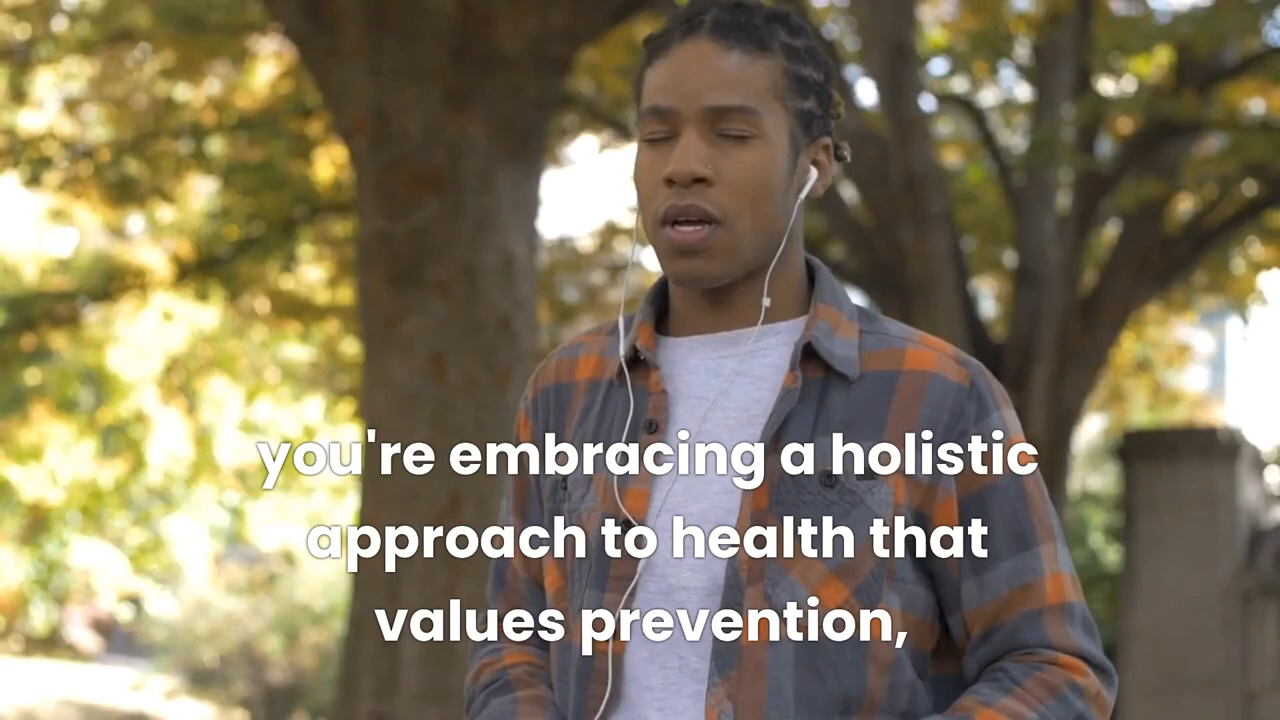 you're embracing a holistic
approach to health that
values prevention,